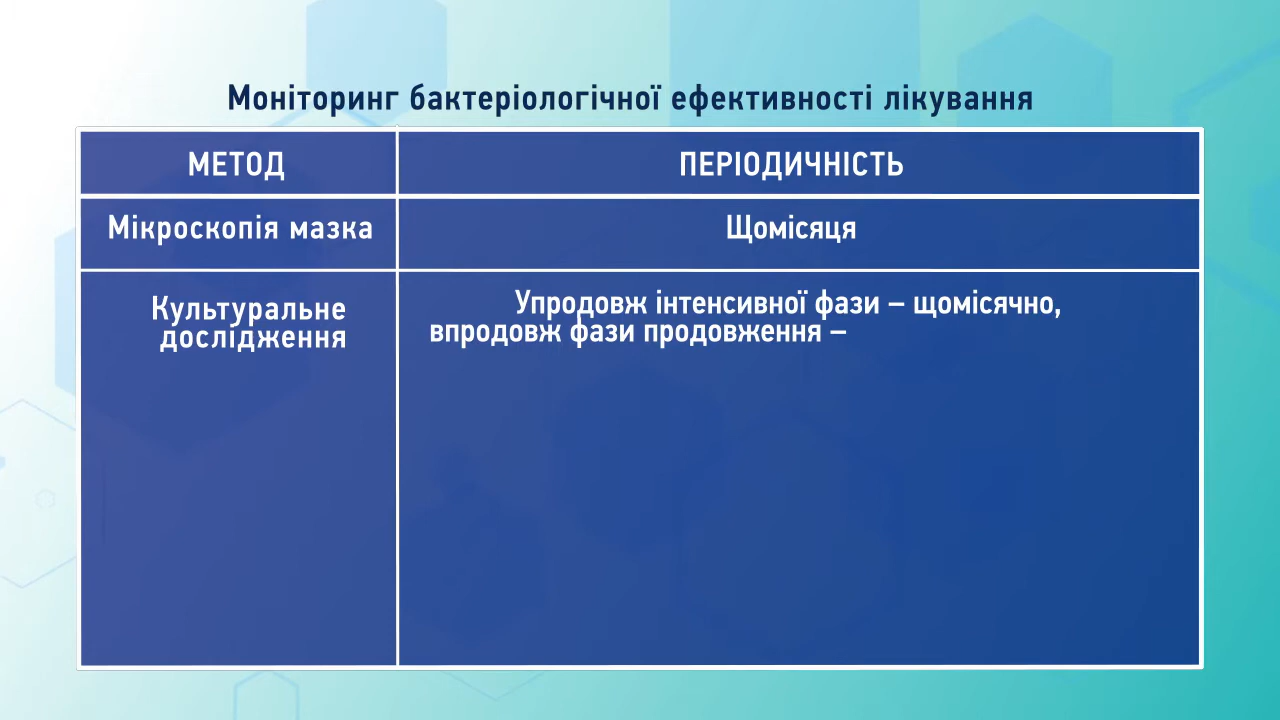 Моніторинг бактеріологічної ефективності лікування
МЕТОД
ПЕРІОДИЧНІСТЬ
Мікроскопія мазка
Щомісяця
Культуральне
дослідження
Упродовж інтенсивної фази – щомісячно,
впродовж фази продовження –